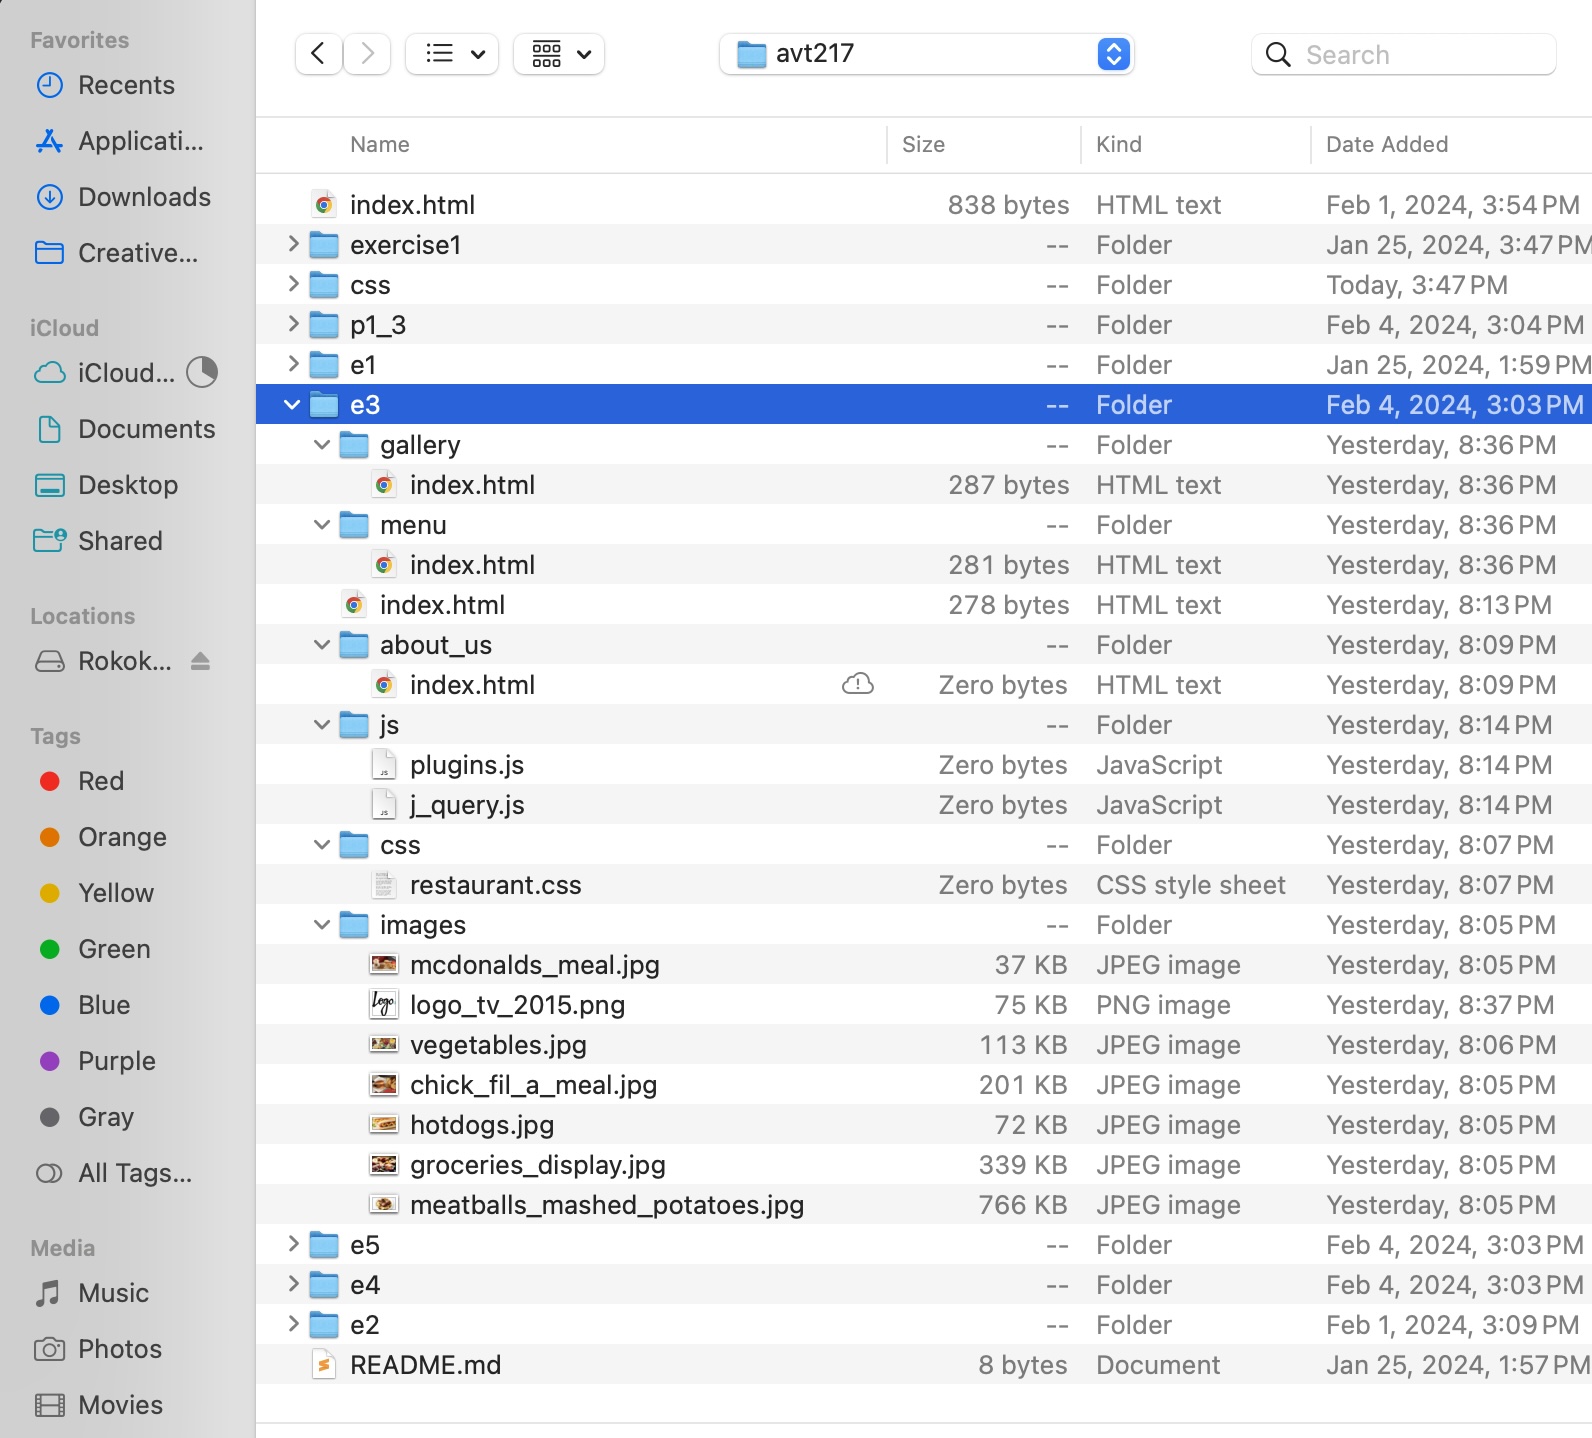 Favorites
Recents
Applicati...
Downloads
Creative...
iCloud
iCloud...
Documents
Desktop
Shared
Locations
Rokok...
Tags
Red
Orange
Yellow
Green
Blue
Purple
Gray
All Tags...
Media
Music
Photos
Movies
avt217
Search
Name Size Kind Date Added
index.html 838 bytes HTML text Feb 1, 2024, 3:54 PM
exercise1 -- Folder Jan 25, 2024, 3:47 PM
css -- Folder Today, 3:47 PM
p1_3 -- Folder Feb 4, 2024, 3:04 PM
e1 -- Folder Jan 25, 2024, 1:59 PM
e3 -- Folder Feb 4, 2024, 3:03 PM
gallery -- Folder Yesterday, 8:36 PM
index.html 287 bytes HTML text Yesterday, 8:36 PM
menu -- Folder Yesterday, 8:36 PM
index.html 281 bytes HTML text Yesterday, 8:36 PM
index.html 278 bytes HTML text Yesterday, 8:13 PM
about_us -- Folder Yesterday, 8:09 PM
index.html Zero bytes HTML text Yesterday, 8:09 PM
js -- Folder Yesterday, 8:14 PM
plugins.js Zero bytes JavaScript Yesterday, 8:14 PM
j_query.js Zero bytes JavaScript Yesterday, 8:14 PM
css -- Folder Yesterday, 8:07 PM
restaurant.css Zero bytes CSS style sheet Yesterday, 8:07 PM
images -- Folder Yesterday, 8:05 PM
mcdonalds_meal.jpg 37 KB JPEG image Yesterday, 8:05 PM
logo_tv_2015.png 75 KB PNG image Yesterday, 8:37 PM
vegetables.jpg 113 KB JPEG image Yesterday, 8:06 PM
chick_fil_a_meal.jpg 201 KB JPEG image Yesterday, 8:05 PM
hotdogs.jpg 72 KB JPEG image Yesterday, 8:05 PM
groceries_display.jpg 339 KB JPEG image Yesterday, 8:05 PM
meatballs_mashed_potatoes.jpg 766 KB JPEG image Yesterday, 8:05 PM
e5 -- Folder Feb 4, 2024, 3:03 PM
e4 -- Folder Feb 4, 2024, 3:03 PM
e2 -- Folder Feb 1, 2024, 3:09 PM
README.md 8 bytes Document Jan 25, 2024, 1:57 PM